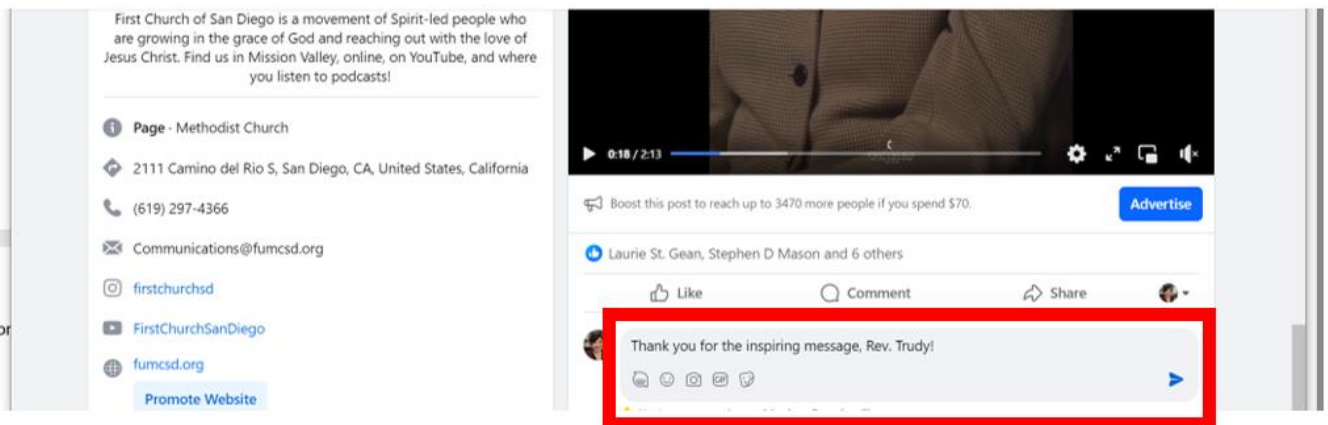 First Church of San Diego is a movement of Spirit-led people who
are growing in the grace of God and reaching out with the love of
Jesus Christ. Find us in Mission Valley, online, on YouTube, and where
you listen to podcasts!
Page · Methodist Church
2111 Camino del Rio S, San Diego, CA, United States, California
(619) 297-4366
Communications@fumcsd.org
firstchurchsd
FirstChurchSanDiego
fumcsd.org
Promote Website
0:18 / 2:13
Boost this post to reach up to 3470 more people if you spend $70.
Advertise
Laurie St. Gean, Stephen D Mason and 6 others
Like
Comment
Share
Thank you for the inspiring message, Rev. Trudy!
GIF